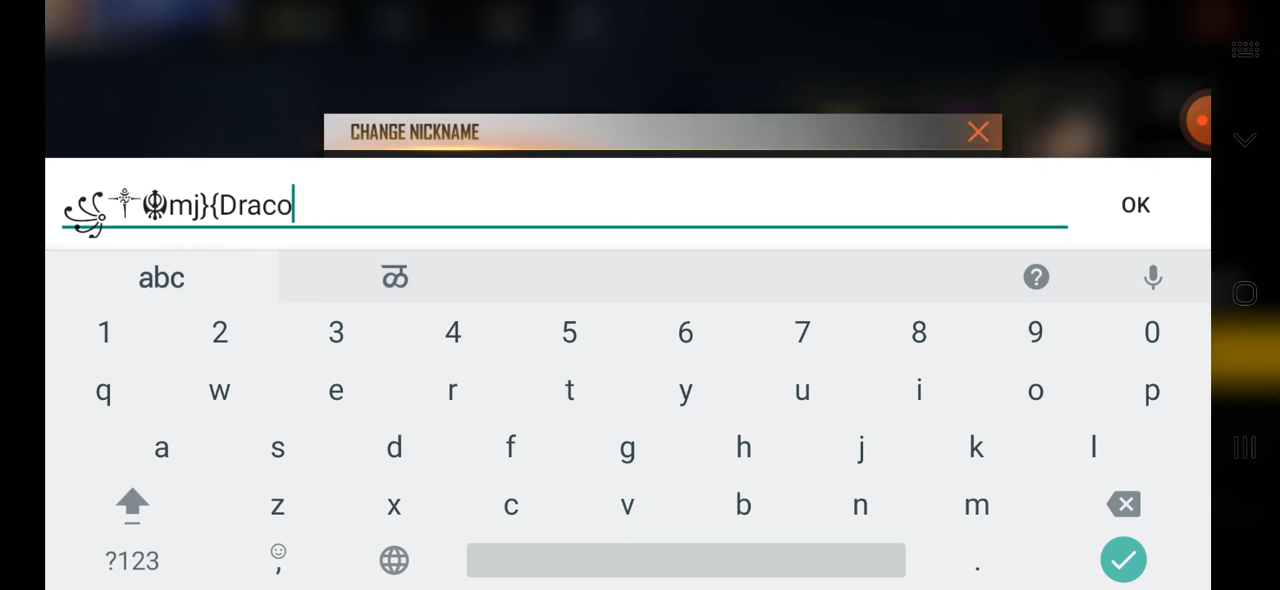 CHANGE NICKNAME
꧁༒☬mj}{Draco
OK
abc
ത
1 2 3 4 5 6 7 8 9 0
q w e r t y u i o p
a s d f g h j k l
z x c v b n m
?123 , .